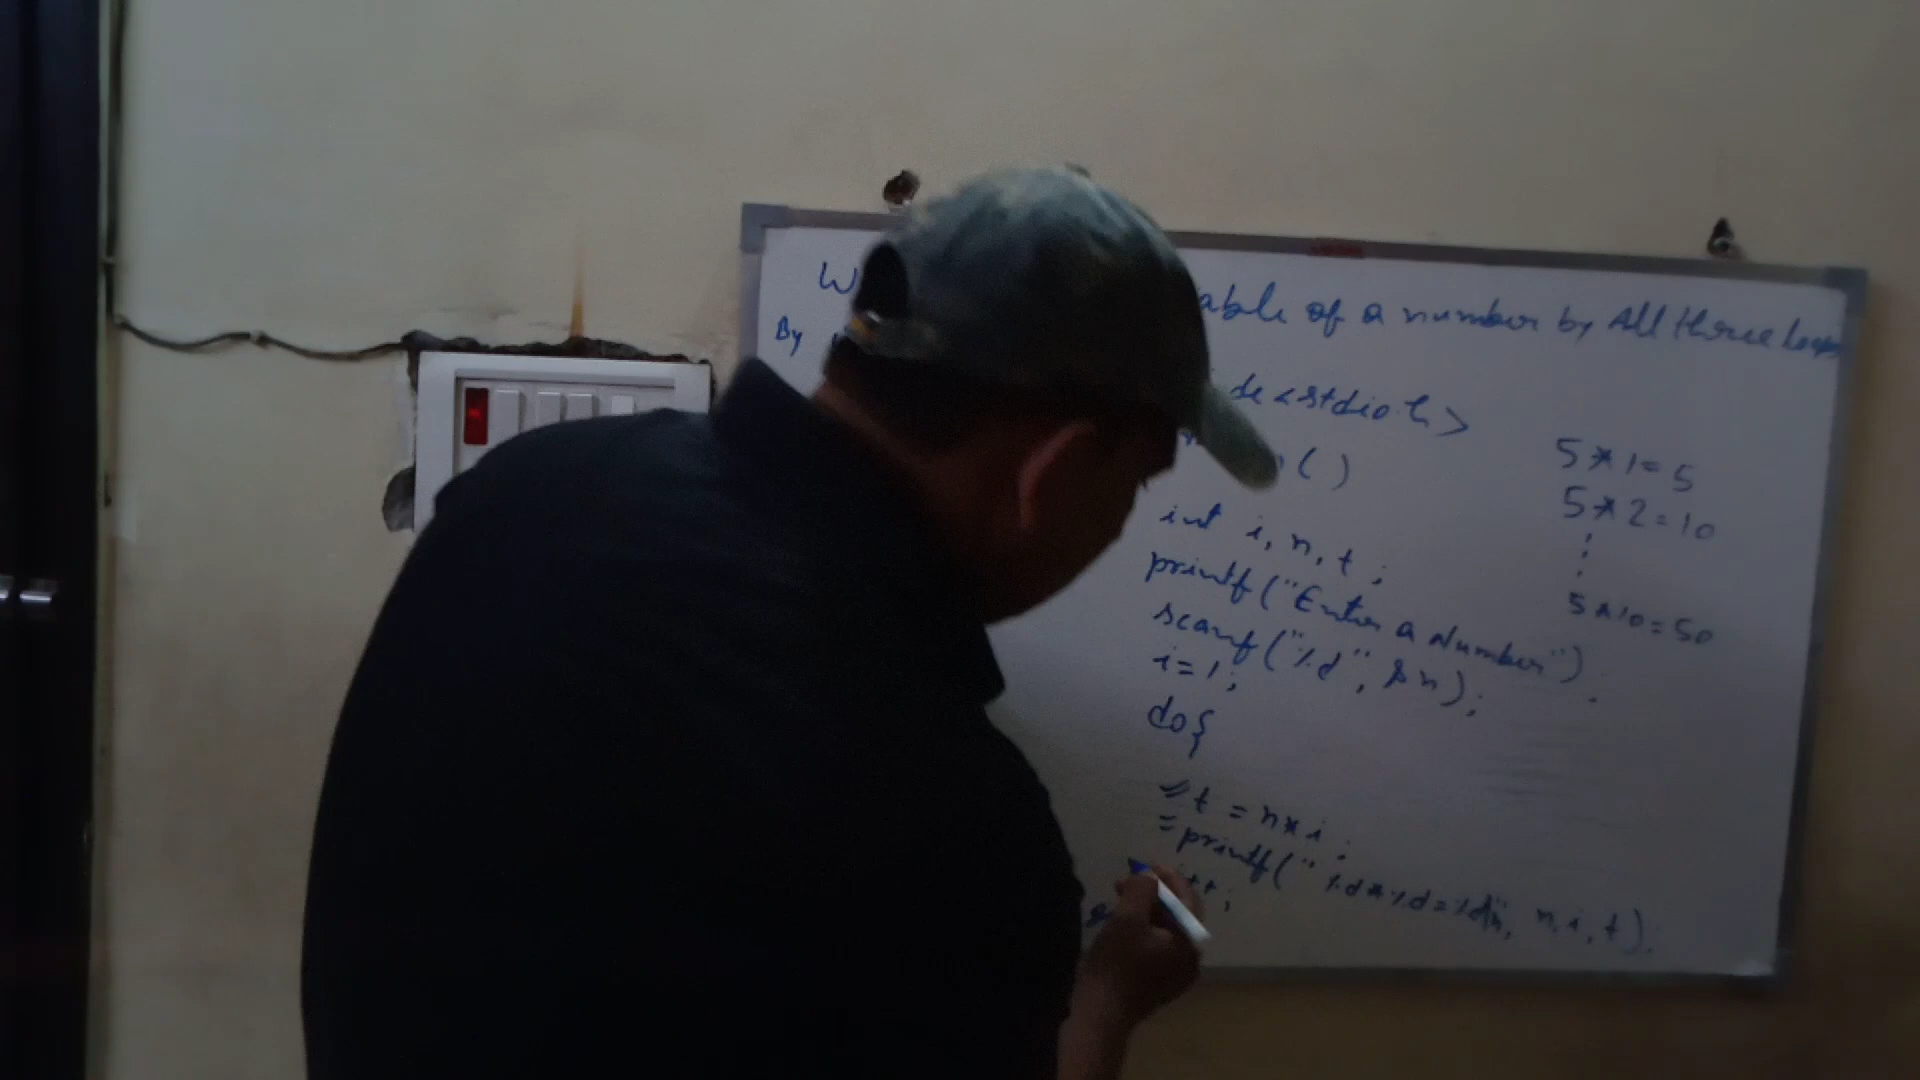 W able of a number by All three loops
By
de <stdio.h>
()
int i, n, t ;
printf("Enter a Number");
scanf("%d", &n);
i=1;
do{
t = n*i ;
printf("%d*%d=%d\n", n, i, t);
++;
5*1=5
5*2=10
⋮
5*10=50